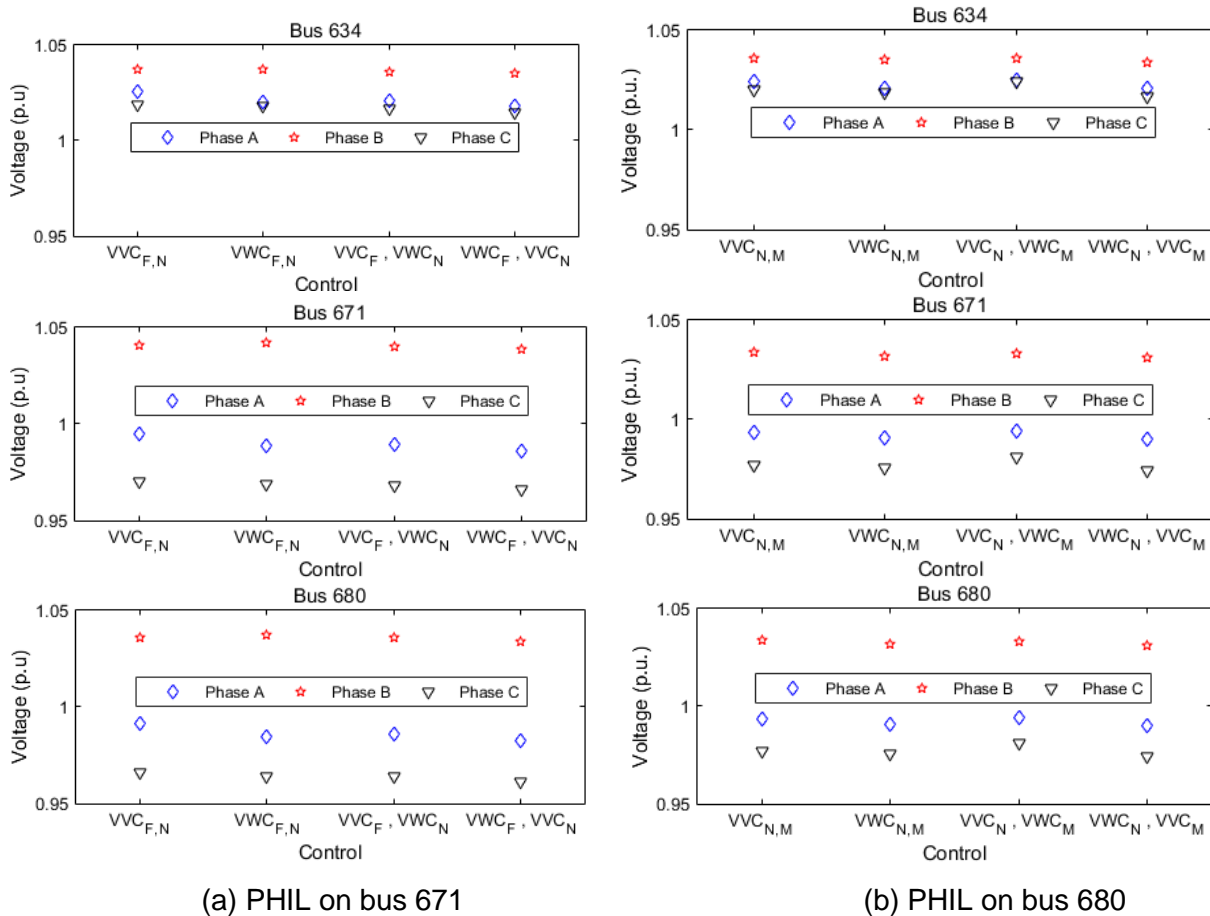 Bus 634
1.05
1
0.95
Voltage (p.u)
Phase A Phase B Phase C
VVC_F,N VWC_F,N VVC_F , VWC_N VWC_F , VVC_N
Control
Bus 671
1.05
1
0.95
Voltage (p.u)
Phase A Phase B Phase C
VVC_F,N VWC_F,N VVC_F , VWC_N VWC_F , VVC_N
Control
Bus 680
1.05
1
0.95
Voltage (p.u)
Phase A Phase B Phase C
VVC_F,N VWC_F,N VVC_F , VWC_N VWC_F , VVC_N
Control
(a) PHIL on bus 671
Bus 634
1.05
1
0.95
Voltage (p.u.)
Phase A Phase B Phase C
VVC_N,M VWC_N,M VVC_N , VWC_M VWC_N , VVC_M
Control
Bus 671
1.05
1
0.95
Voltage (p.u.)
Phase A Phase B Phase C
VVC_N,M VWC_N,M VVC_N , VWC_M VWC_N , VVC_M
Control
Bus 680
1.05
1
0.95
Voltage (p.u.)
Phase A Phase B Phase C
VVC_N,M VWC_N,M VVC_N , VWC_M VWC_N , VVC_M
Control
(b) PHIL on bus 680